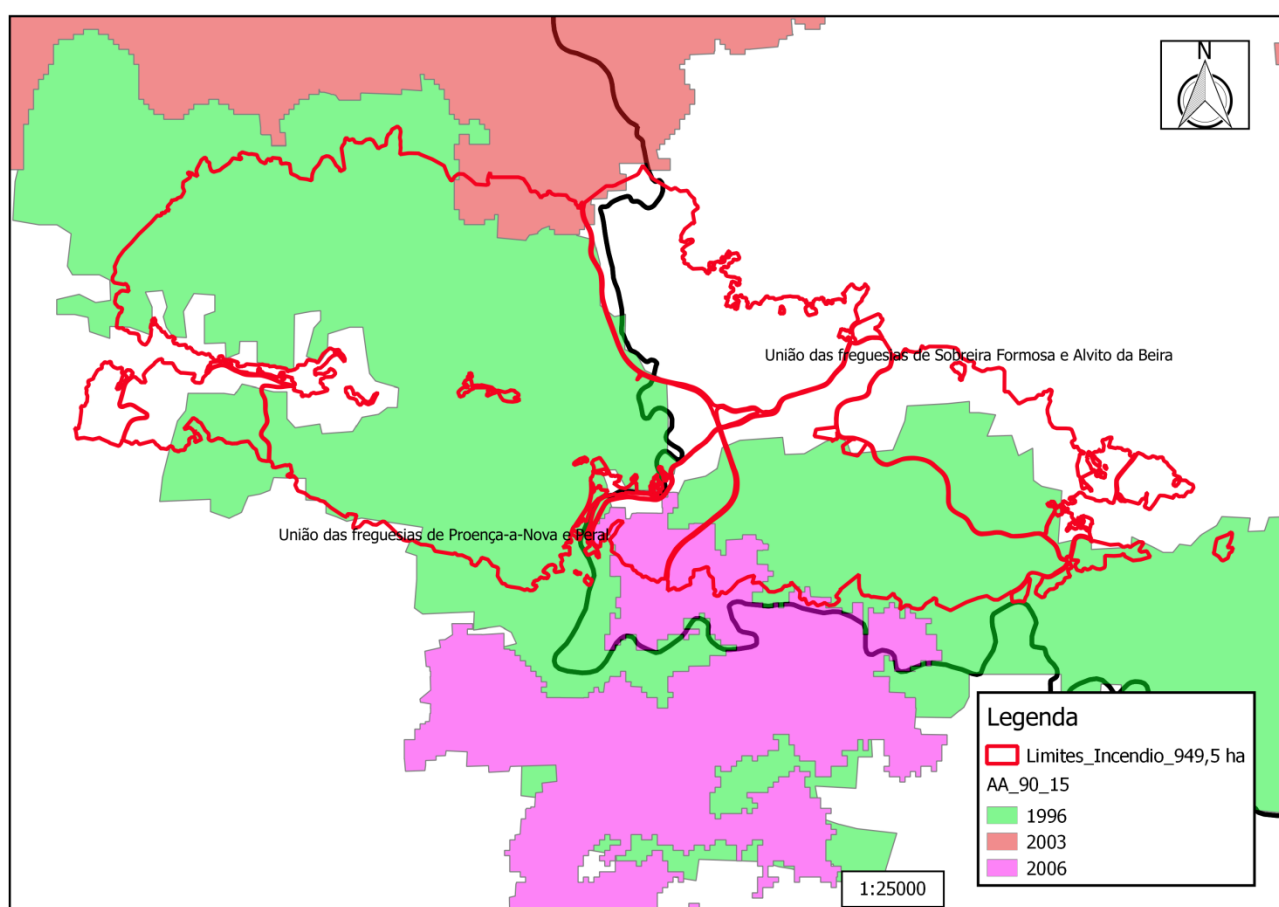 N
União das freguesias de Sobreira Formosa e Alvito da Beira
União das freguesias de Proença-a-Nova e Peral
Legenda
Limites_Incendio_949,5 ha
AA_90_15
1996
2003
2006
1:25000